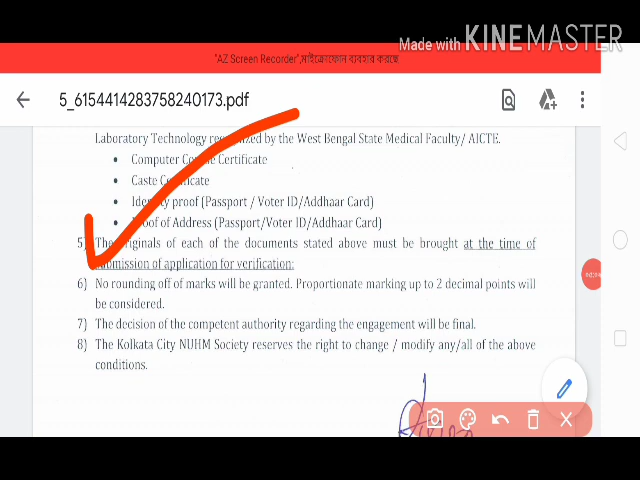 Made with KINEMASTER
"AZ Screen Recorder",মাইক্রোফোন ব্যবহার করছে
5_6154414283758240173.pdf
Laboratory Technology recognized by the West Bengal State Medical Faculty/ AICTE.
• Computer Course Certificate
• Caste Certificate
• Identity proof (Passport / Voter ID/Addhaar Card)
• Proof of Address (Passport/Voter ID/Addhaar Card)
5) The originals of each of the documents stated above must be brought at the time of
submission of application for verification:
6) No rounding off of marks will be granted. Proportionate marking up to 2 decimal points will
be considered.
7) The decision of the competent authority regarding the engagement will be final.
8) The Kolkata City NUHM Society reserves the right to change / modify any/all of the above
conditions.